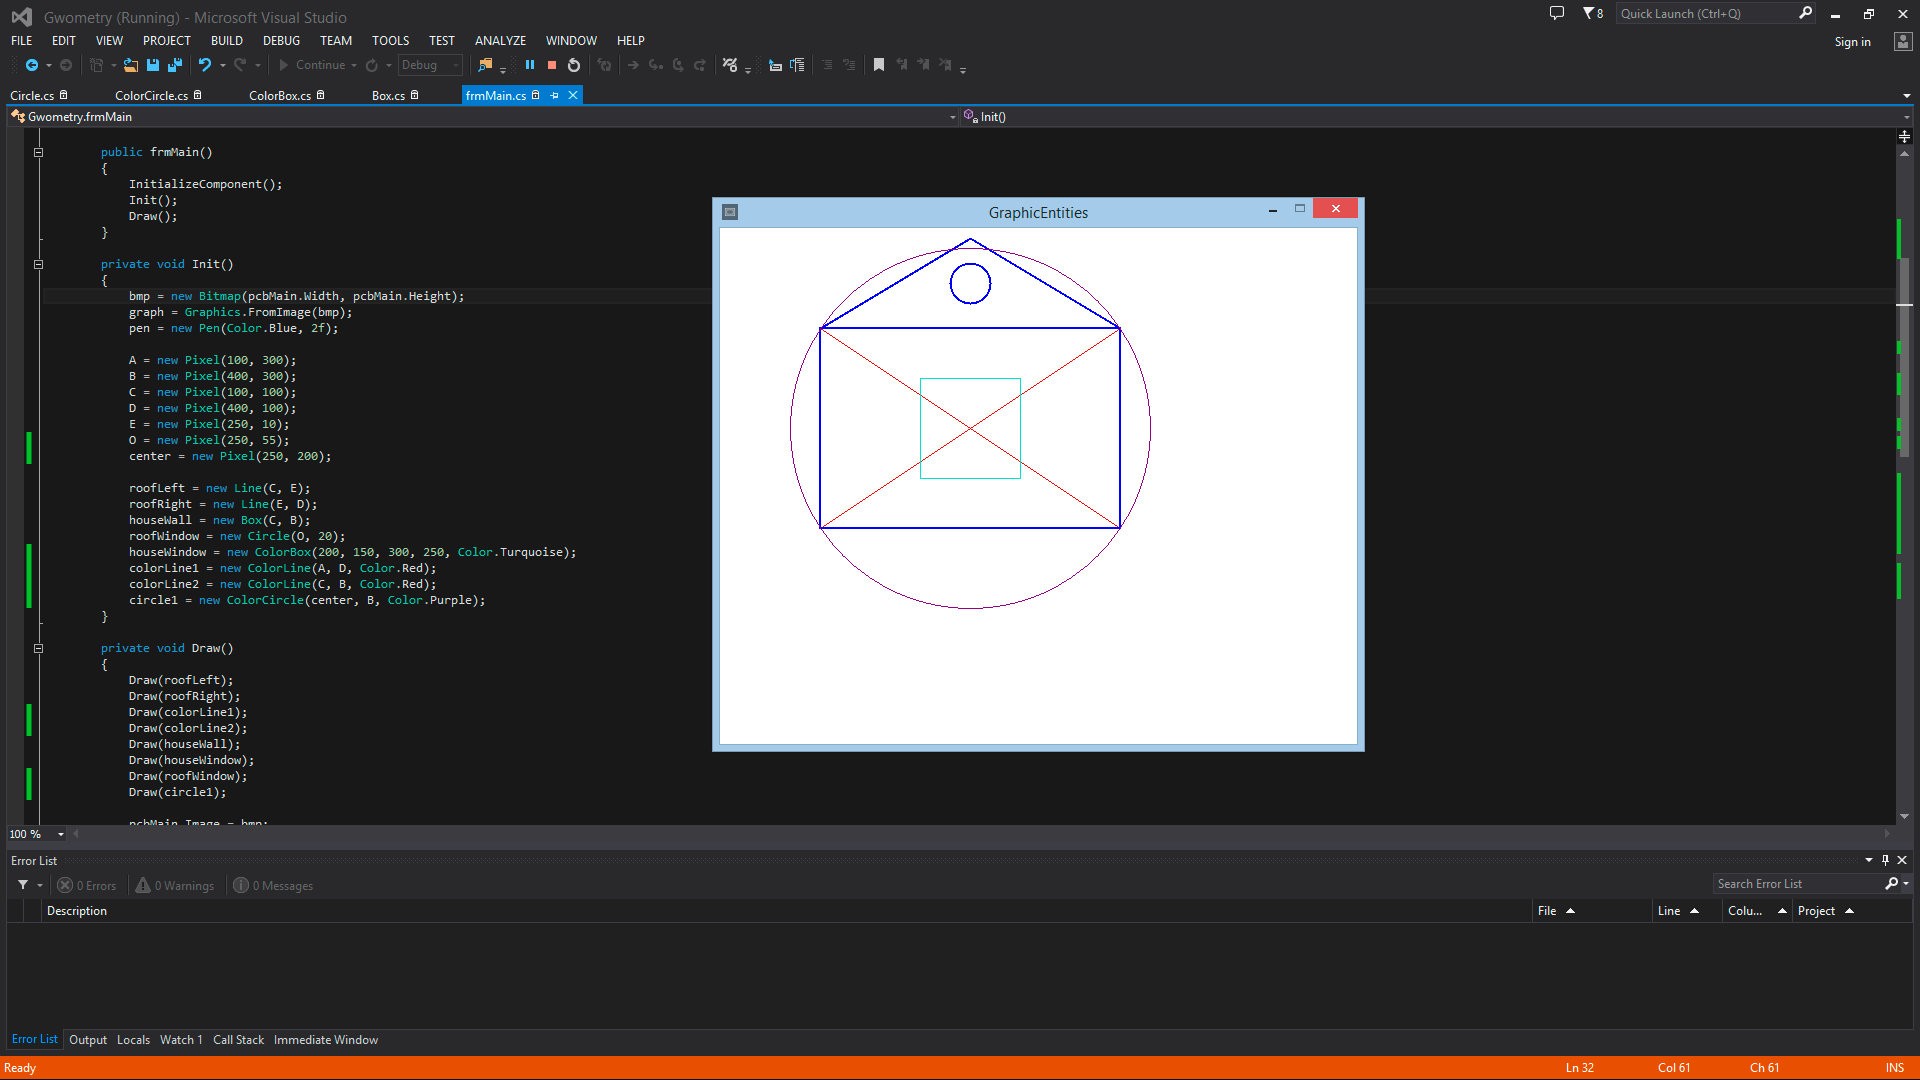 Gwometry (Running) - Microsoft Visual Studio
8
Quick Launch (Ctrl+Q)
FILE EDIT VIEW PROJECT BUILD DEBUG TEAM TOOLS TEST ANALYZE WINDOW HELP
Sign in
Continue
Debug
Circle.cs ColorCircle.cs ColorBox.cs Box.cs frmMain.cs
Gwometry.frmMain
Init()
public frmMain()
{
InitializeComponent();
Init();
Draw();
}
private void Init()
{
bmp = new Bitmap(pcbMain.Width, pcbMain.Height);
graph = Graphics.FromImage(bmp);
pen = new Pen(Color.Blue, 2f);
A = new Pixel(100, 300);
B = new Pixel(400, 300);
C = new Pixel(100, 100);
D = new Pixel(400, 100);
E = new Pixel(250, 10);
O = new Pixel(250, 55);
center = new Pixel(250, 200);
roofLeft = new Line(C, E);
roofRight = new Line(E, D);
houseWall = new Box(C, B);
roofWindow = new Circle(O, 20);
houseWindow = new ColorBox(200, 150, 300, 250, Color.Turquoise);
colorLine1 = new ColorLine(A, D, Color.Red);
colorLine2 = new ColorLine(C, B, Color.Red);
circle1 = new ColorCircle(center, B, Color.Purple);
}
private void Draw()
{
Draw(roofLeft);
Draw(roofRight);
Draw(colorLine1);
Draw(colorLine2);
Draw(houseWall);
Draw(houseWindow);
Draw(roofWindow);
Draw(circle1);
pcbMain.Image = bmp;
GraphicEntities
100 %
Error List
0 Errors 0 Warnings 0 Messages
Search Error List
Description File Line Colu... Project
Error List Output Locals Watch 1 Call Stack Immediate Window
Ready Ln 32 Col 61 Ch 61 INS